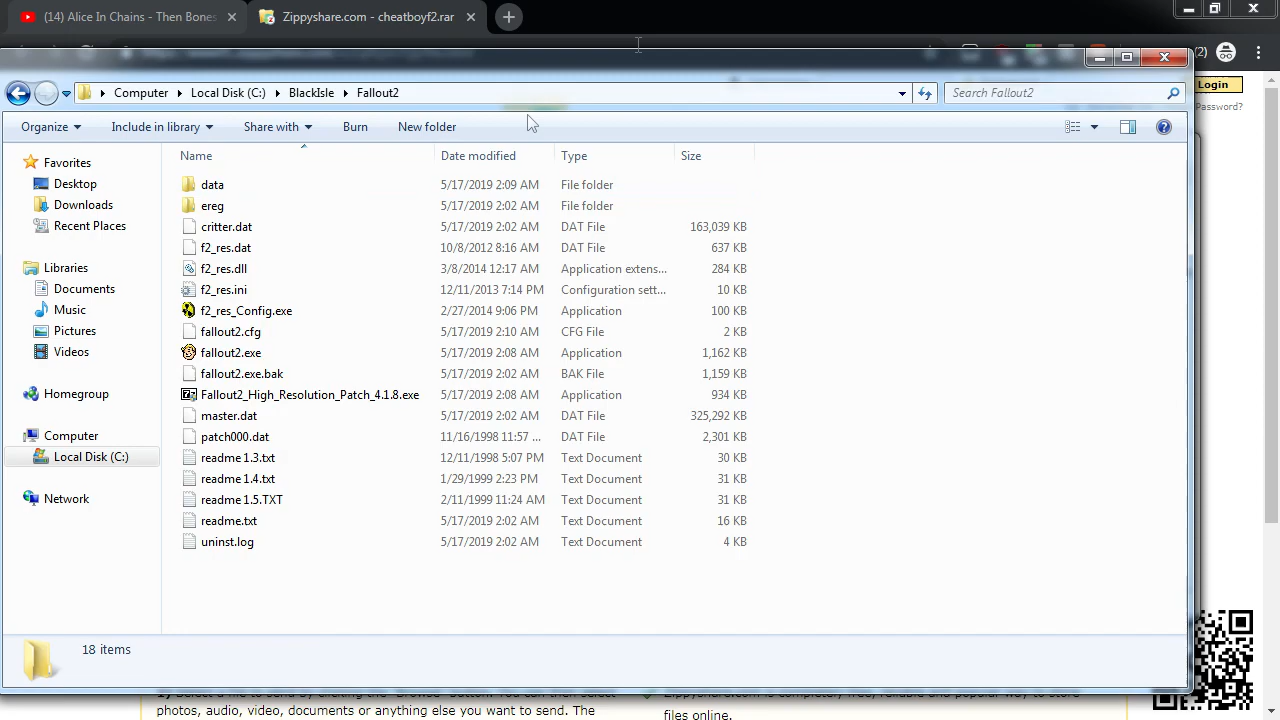 (14) Alice In Chains - Then Bones
Zippyshare.com - cheatboyf2.rar
(2)
Computer Local Disk (C:) BlackIsle Fallout2
Search Fallout2
Login
Password?
Organize Include in library Share with Burn New folder
Name Date modified Type Size
Favorites
Desktop
Downloads
Recent Places
Libraries
Documents
Music
Pictures
Videos
Homegroup
Computer
Local Disk (C:)
Network
data 5/17/2019 2:09 AM File folder
ereg 5/17/2019 2:02 AM File folder
critter.dat 5/17/2019 2:02 AM DAT File 163,039 KB
f2_res.dat 10/8/2012 8:16 AM DAT File 637 KB
f2_res.dll 3/8/2014 12:17 AM Application extens... 284 KB
f2_res.ini 12/11/2013 7:14 PM Configuration sett... 10 KB
f2_res_Config.exe 2/27/2014 9:06 PM Application 100 KB
fallout2.cfg 5/17/2019 2:10 AM CFG File 2 KB
fallout2.exe 5/17/2019 2:08 AM Application 1,162 KB
fallout2.exe.bak 5/17/2019 2:02 AM BAK File 1,159 KB
Fallout2_High_Resolution_Patch_4.1.8.exe 5/17/2019 2:08 AM Application 934 KB
master.dat 5/17/2019 2:02 AM DAT File 325,292 KB
patch000.dat 11/16/1998 11:57 ... DAT File 2,301 KB
readme 1.3.txt 12/11/1998 5:07 PM Text Document 30 KB
readme 1.4.txt 1/29/1999 2:23 PM Text Document 31 KB
readme 1.5.TXT 2/11/1999 11:24 AM Text Document 31 KB
readme.txt 5/17/2019 2:02 AM Text Document 16 KB
uninst.log 5/17/2019 2:02 AM Text Document 4 KB
18 items
photos, audio, video, documents or anything else you want to send. The
files online.